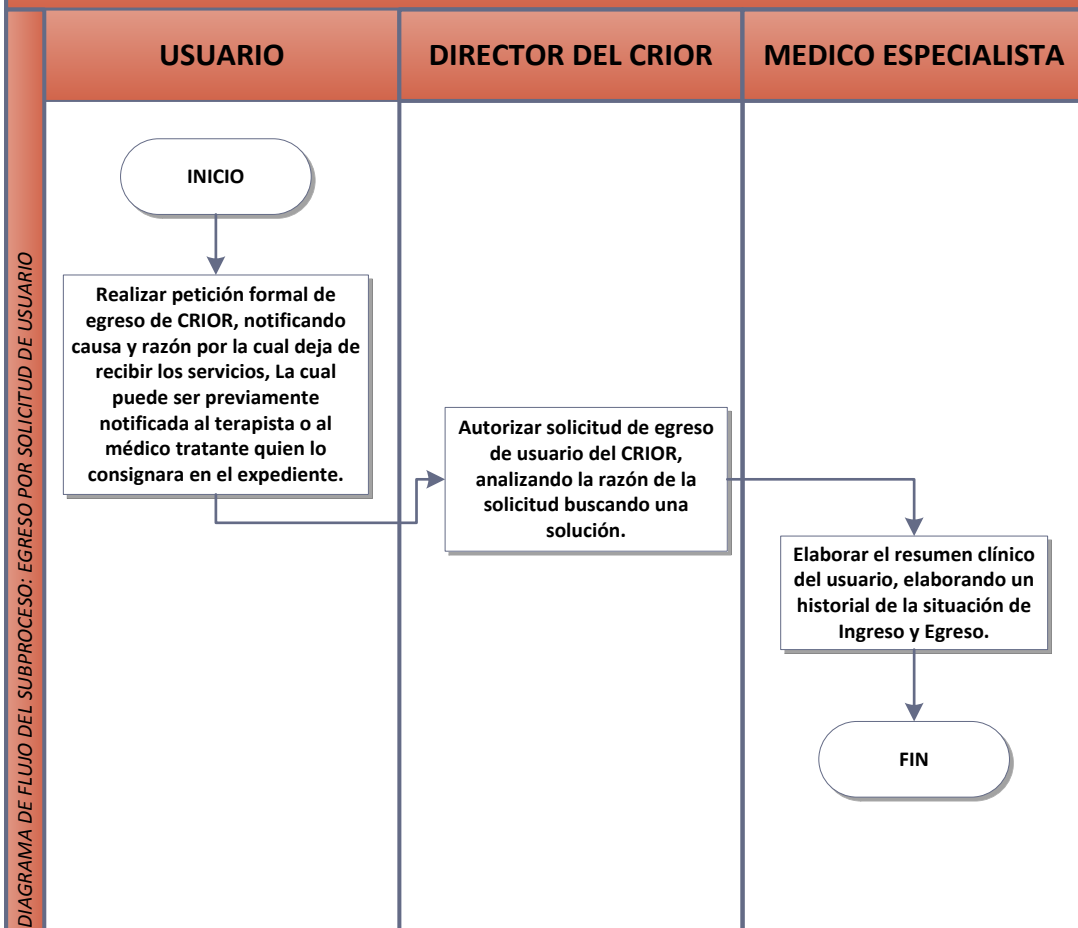 USUARIO
DIRECTOR DEL CRIOR
MEDICO ESPECIALISTA
DIAGRAMA DE FLUJO DEL SUBPROCESO: EGRESO POR SOLICITUD DE USUARIO
INICIO
Realizar petición formal de
egreso de CRIOR, notificando
causa y razón por la cual deja de
recibir los servicios, La cual
puede ser previamente
notificada al terapista o al
médico tratante quien lo
consignara en el expediente.
Autorizar solicitud de egreso
de usuario del CRIOR,
analizando la razón de la
solicitud buscando una
solución.
Elaborar el resumen clínico
del usuario, elaborando un
historial de la situación de
Ingreso y Egreso.
FIN